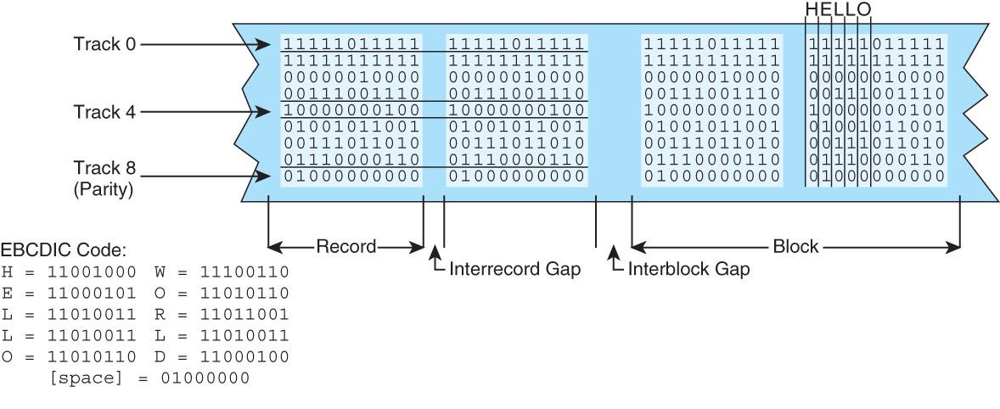 HELLO
Track 0 11111011111 11111011111 11111011111 11111011111
11111111111 11111111111 11111111111 11111111111
00000010000 00000010000 00000010000 00000010000
00111001110 00111001110 00111001110 00111001110
Track 4 10000000100 10000000100 10000000100 10000000100
01001011001 01001011001 01001011001 01001011001
00111011010 00111011010 00111011010 00111011010
01110000110 01110000110 01110000110 01110000110
Track 8 01000000000 01000000000 01000000000 01000000000
(Parity)
Record Block
Interrecord Gap Interblock Gap
EBCDIC Code:
H = 11001000 W = 11100110
E = 11000101 O = 11010110
L = 11010011 R = 11011001
L = 11010011 L = 11010011
O = 11010110 D = 11000100
[space] = 01000000